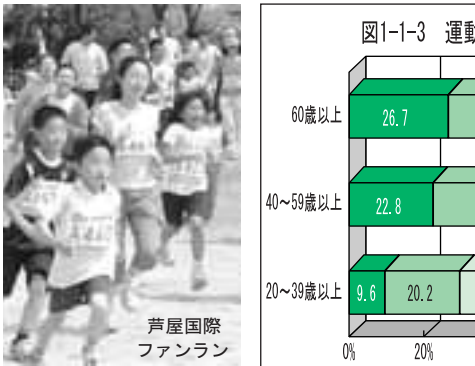 芦屋国際
ファンラン
図1-1-3 運動
60歳以上
26.7
40～59歳以上
22.8
20～39歳以上
9.6
20.2
0%
20%